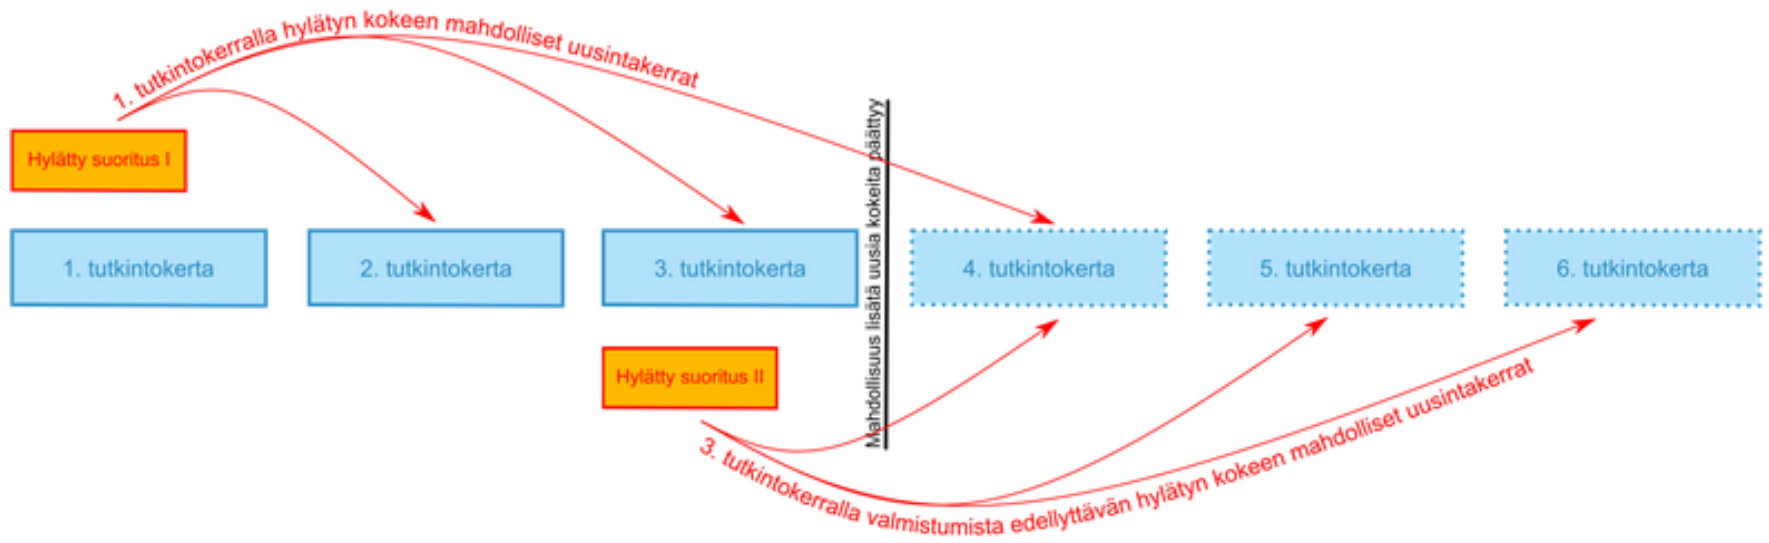 1. tutkintokerralla hylätyn kokeen mahdolliset uusintakerrat
Hylätty suoritus I
1. tutkintokerta
2. tutkintokerta
3. tutkintokerta
Mahdollisuus lisätä uusia kokeita päättyy
4. tutkintokerta
5. tutkintokerta
6. tutkintokerta
Hylätty suoritus II
3. tutkintokerralla valmistumista edellyttävän hylätyn kokeen mahdolliset uusintakerrat